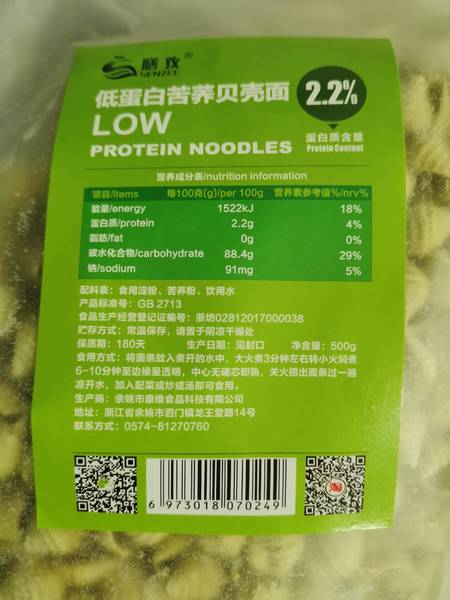 膳孜
SENZEE
低蛋白苦荞贝壳面
2.2%
LOW
PROTEIN NOODLES
蛋白质含量
Protein Content
营养成分表/nutrition information
项目/Items 每100克(g)/per 100g 营养素参考值%/nrv%
能量/energy 1522kJ 18%
蛋白质/protein 2.2g 4%
脂肪/fat 0g 0%
碳水化合物/carbohydrate 88.4g 29%
钠/sodium 91mg 5%
配料表：食用淀粉、苦荞粉、饮用水
产品标准号：GB 2713
食品生产经营登记证编号：浙坊02812017000038
贮存方式：常温保存，请置于阴凉干燥处
保质期：180天 生产日期：见封口 净含量：500g
食用方式：将面条放入煮开的水中，大火煮3分钟左右转小火焖煮
6-10分钟至边缘呈透明，中心无硬芯即熟，关火捞出面条过一遍
凉开水，加入配菜或炒或汤即可食用。
生产商：余姚市康维食品科技有限公司
地址：浙江省余姚市泗门镇龙王堂路14号
联系方式：0574-81270760
淘
6 973018 070249